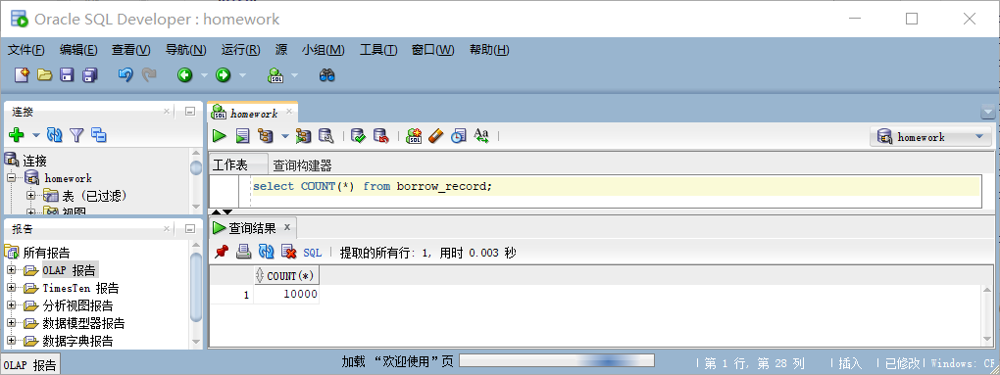 Oracle SQL Developer : homework
文件(F) 编辑(E) 查看(V) 导航(N) 运行(R) 源 小组(M) 工具(T) 窗口(W) 帮助(H)
连接
连接
homework
表 (已过滤)
视图
报告
所有报告
OLAP 报告
TimesTen 报告
分析视图报告
数据模型器报告
数据字典报告
homework
homework
工作表 查询构建器
select COUNT(*) from borrow_record;
查询结果 x
SQL | 提取的所有行: 1, 用时 0.003 秒
COUNT(*)
1 10000
OLAP 报告
加载 “欢迎使用”页
| 第 1 行, 第 28 列 | 插入 | 已修改| Windows: CR